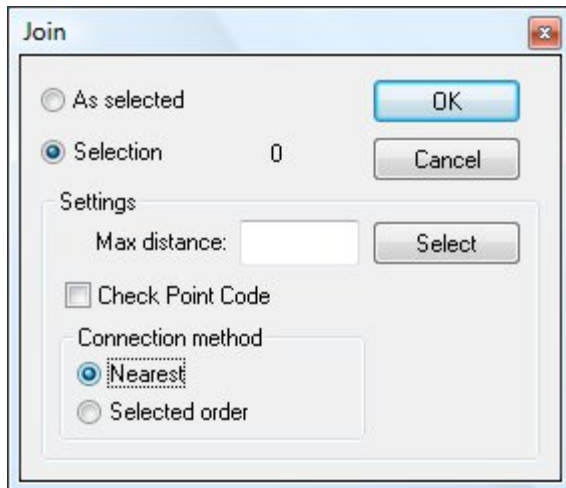 Join
As selected
OK
Selection 0
Cancel
Settings
Max distance:
Select
Check Point Code
Connection method
Nearest
Selected order